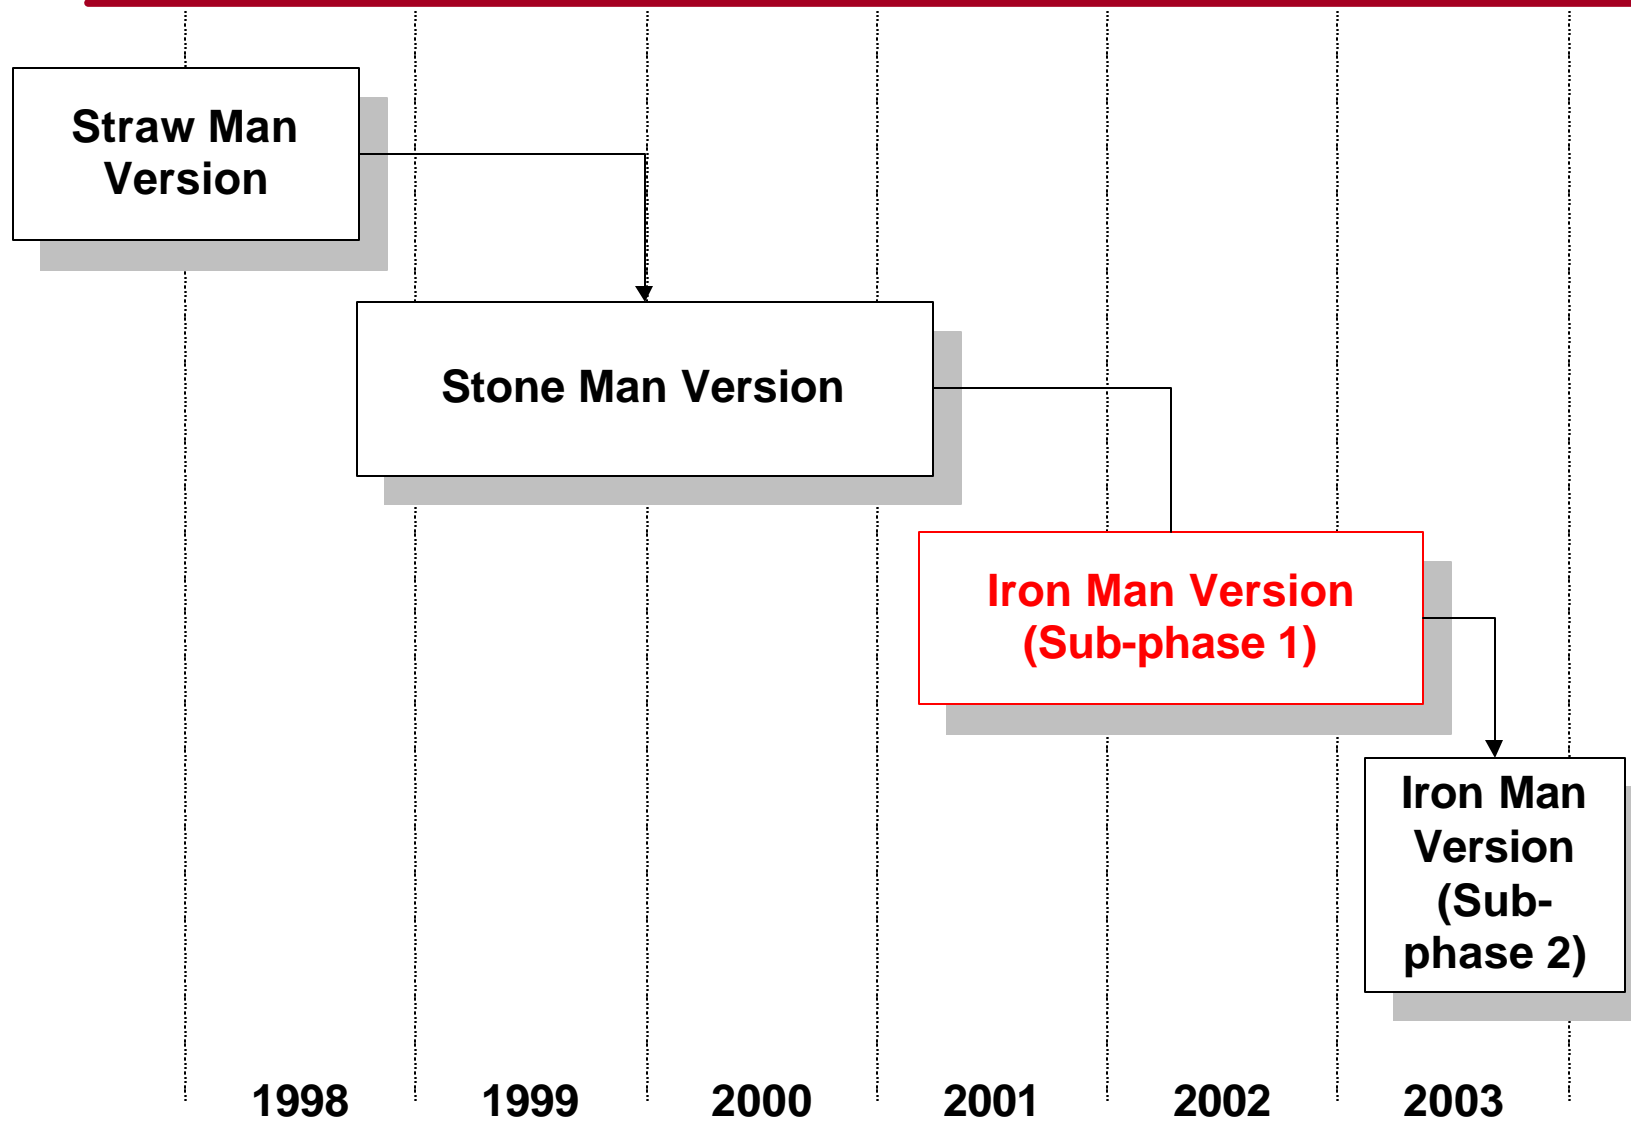 Straw Man
Version
Stone Man Version
Iron Man Version
(Sub-phase 1)
Iron Man
Version
(Sub-
phase 2)
1998 1999 2000 2001 2002 2003